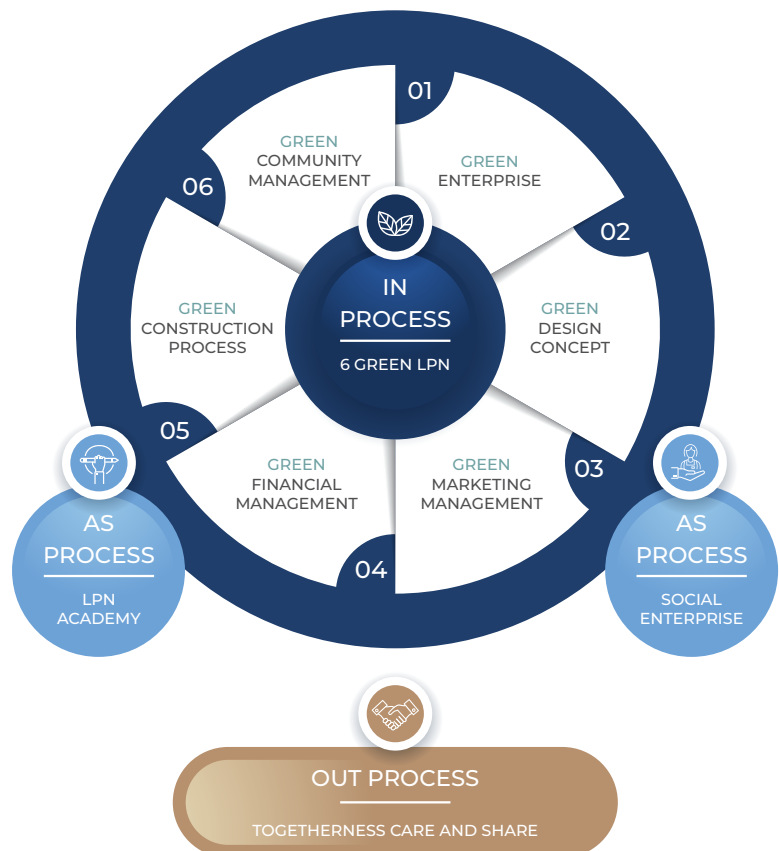 01
GREEN
ENTERPRISE
02
GREEN
DESIGN
CONCEPT
03
GREEN
MARKETING
MANAGEMENT
04
GREEN
FINANCIAL
MANAGEMENT
05
GREEN
CONSTRUCTION
PROCESS
06
GREEN
COMMUNITY
MANAGEMENT
IN
PROCESS
6 GREEN LPN
AS
PROCESS
LPN
ACADEMY
AS
PROCESS
SOCIAL
ENTERPRISE
OUT PROCESS
TOGETHERNESS CARE AND SHARE